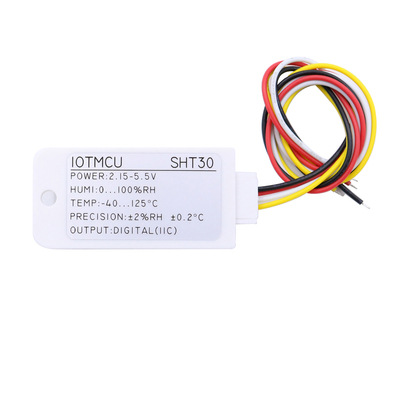 IOTMCU SHT30
POWER:2.15-5.5V
HUMI:0...100%RH
TEMP:-40...125°C
PRECISION:±2%RH ±0.2°C
OUTPUT:DIGITAL(IIC)